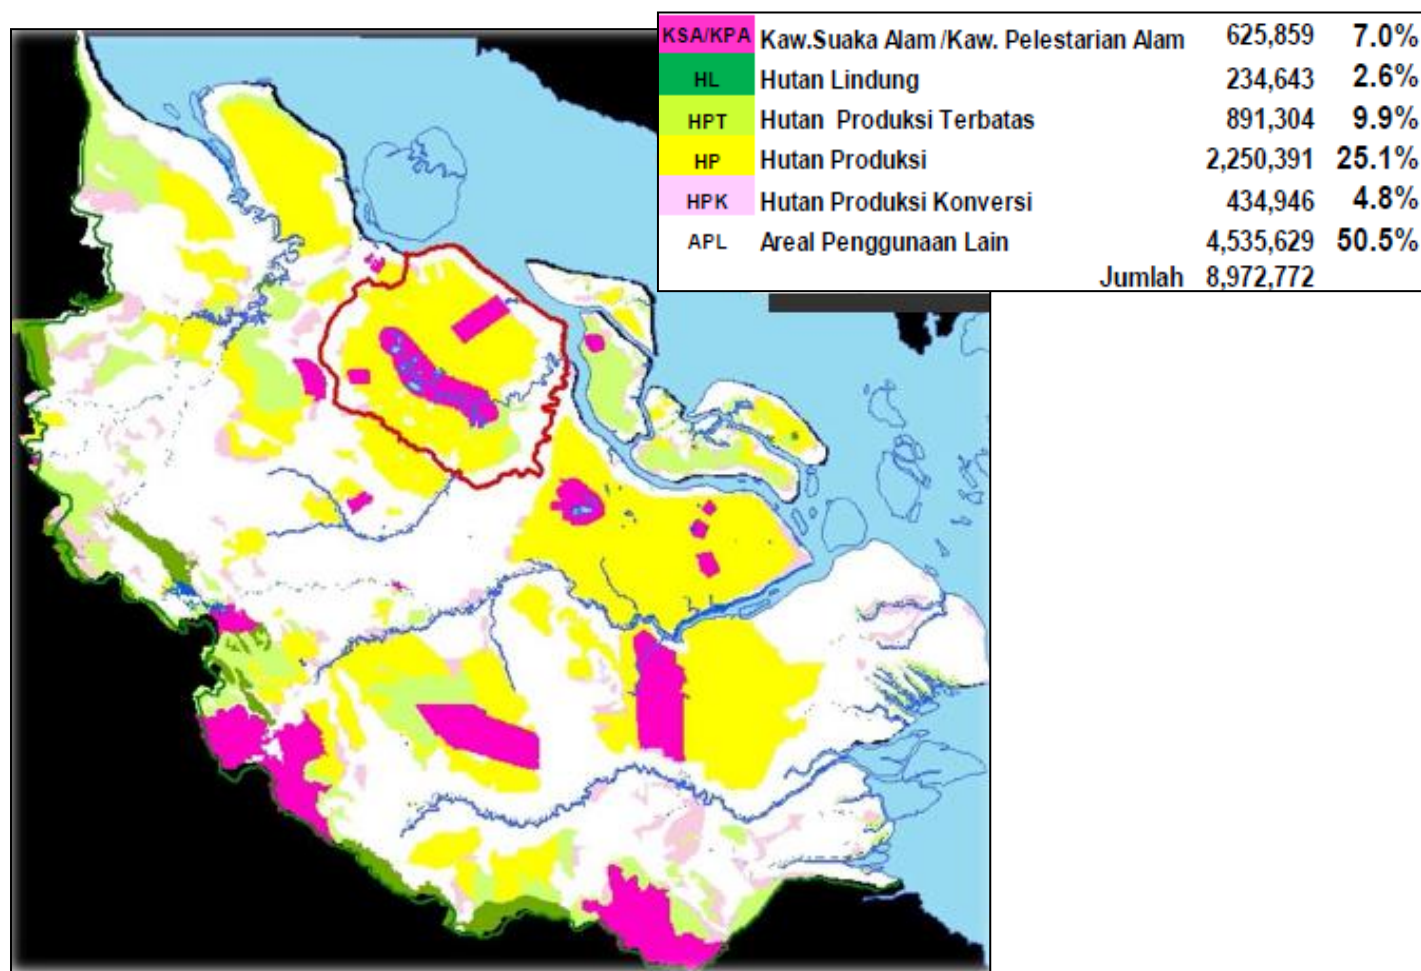 KSA/KPA Kaw.Suaka Alam /Kaw. Pelestarian Alam 625,859 7.0%
HL Hutan Lindung 234,643 2.6%
HPT Hutan Produksi Terbatas 891,304 9.9%
HP Hutan Produksi 2,250,391 25.1%
HPK Hutan Produksi Konversi 434,946 4.8%
APL Areal Penggunaan Lain 4,535,629 50.5%
Jumlah 8,972,772